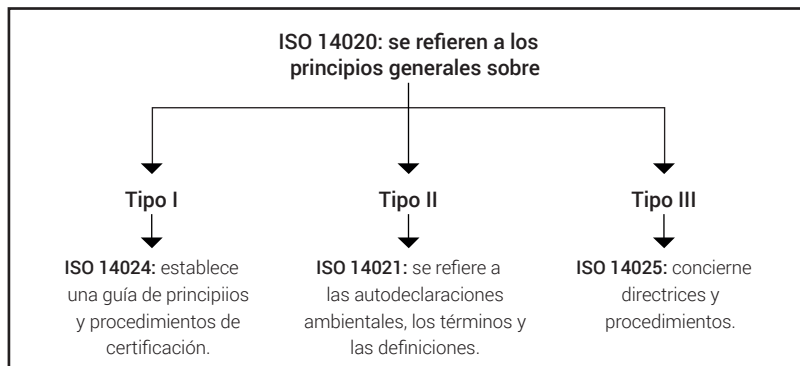 ISO 14020: se refieren a los
principios generales sobre
Tipo I
Tipo II
Tipo III
ISO 14024: establece
una guía de principiios
y procedimientos de
certificación.
ISO 14021: se refiere a
las autodeclaraciones
ambientales, los términos y
las definiciones.
ISO 14025: concierne
directrices y
procedimientos.